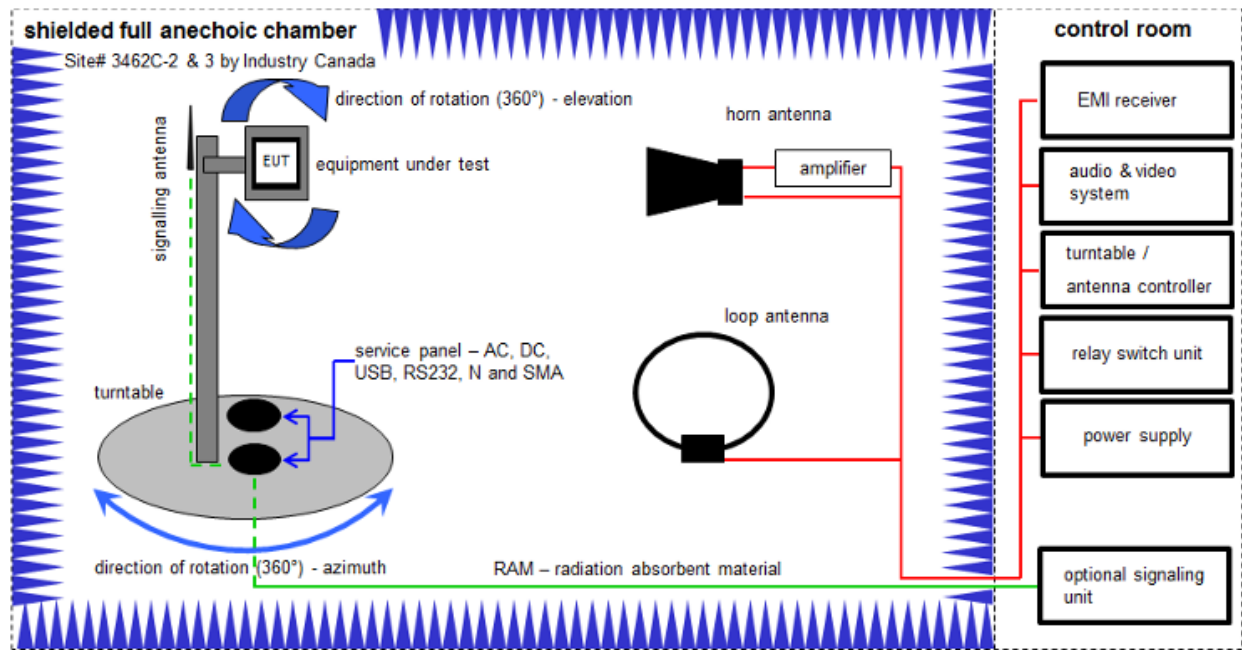 shielded full anechoic chamber
Site# 3462C-2 & 3 by Industry Canada
direction of rotation (360°) - elevation
signalling antenna
EUT
equipment under test
horn antenna
amplifier
loop antenna
service panel – AC, DC,
USB, RS232, N and SMA
turntable
direction of rotation (360°) - azimuth
RAM – radiation absorbent material
control room
EMI receiver
audio & video
system
turntable /
antenna controller
relay switch unit
power supply
optional signaling
unit